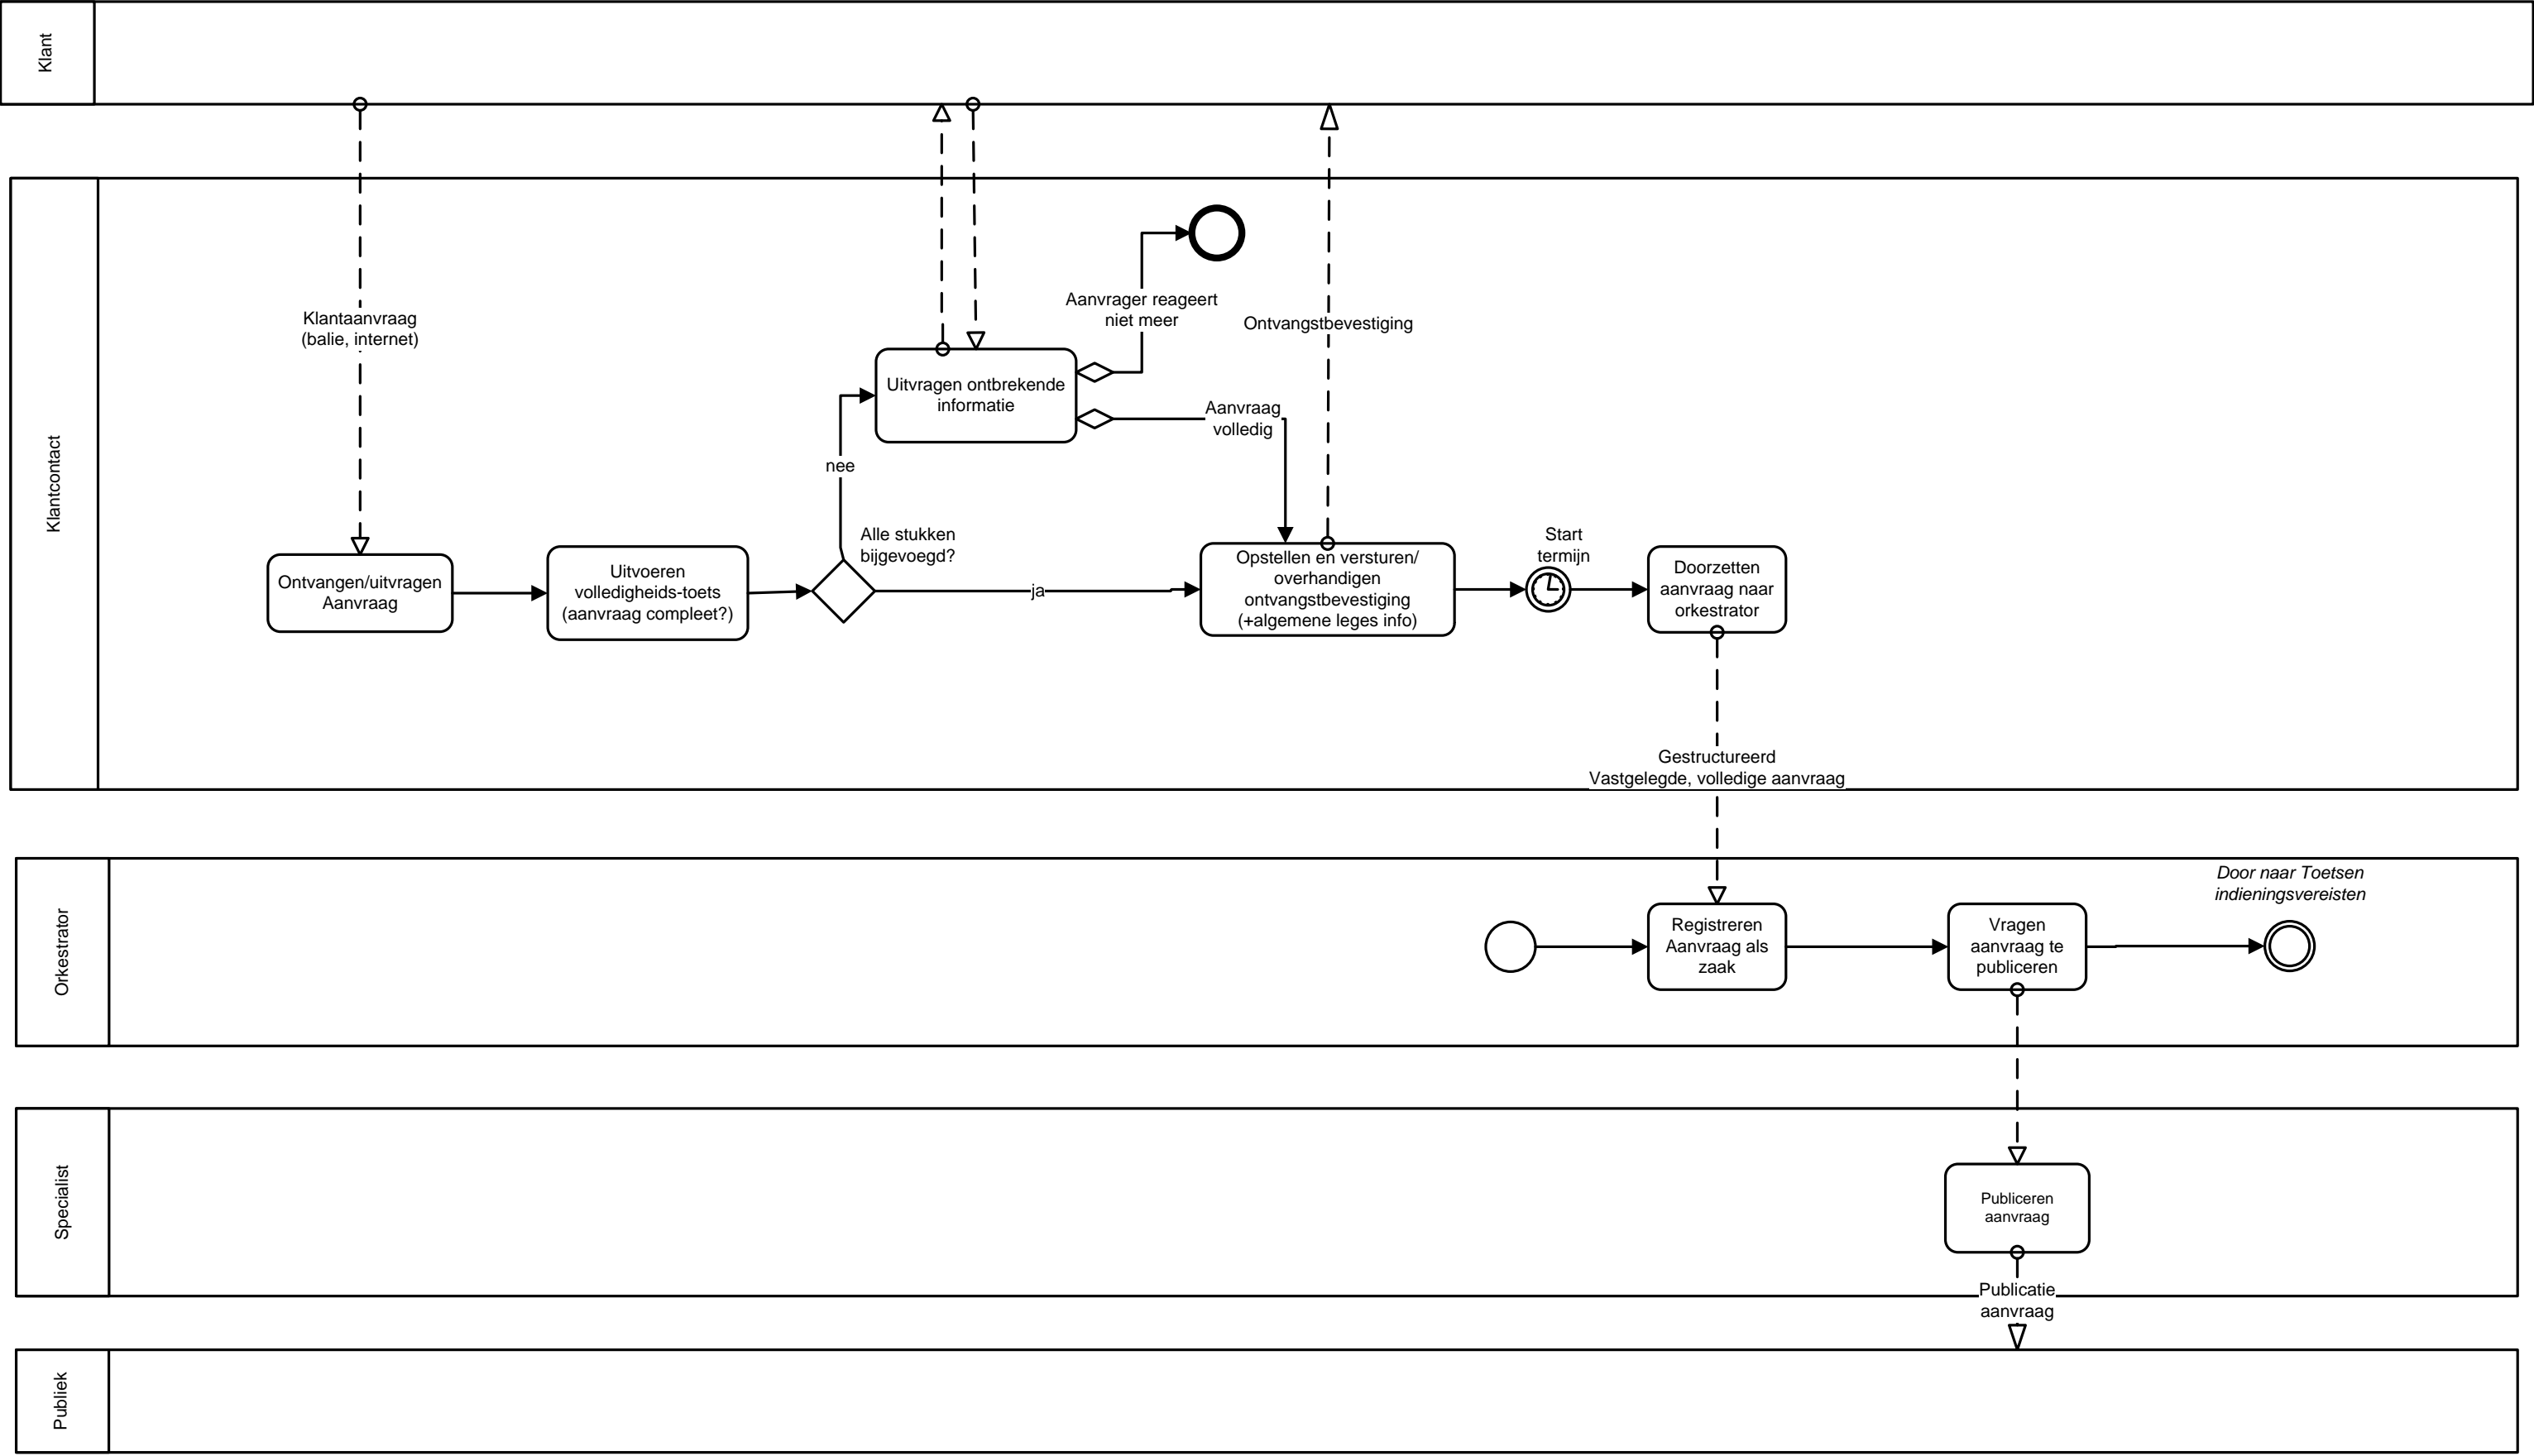 Klant
Klantcontact
Klantaanvraag
(balie, internet)
Aanvrager reageert
niet meer
Ontvangstbevestiging
Uitvragen ontbrekende
informatie
Aanvraag
volledig
nee
Alle stukken
bijgevoegd?
Ontvangen/uitvragen
Aanvraag
Uitvoeren
volledigheids-toets
(aanvraag compleet?)
ja
Opstellen en versturen/
overhandigen
ontvangstbevestiging
(+algemene leges info)
Start
termijn
Doorzetten
aanvraag naar
orkestrator
Gestructureerd
Vastgelegde, volledige aanvraag
Orkestrator
Registreren
Aanvraag als
zaak
Vragen
aanvraag te
publiceren
Door naar Toetsen
indieningsvereisten
Specialist
Publiceren
aanvraag
Publicatie
aanvraag
Publiek